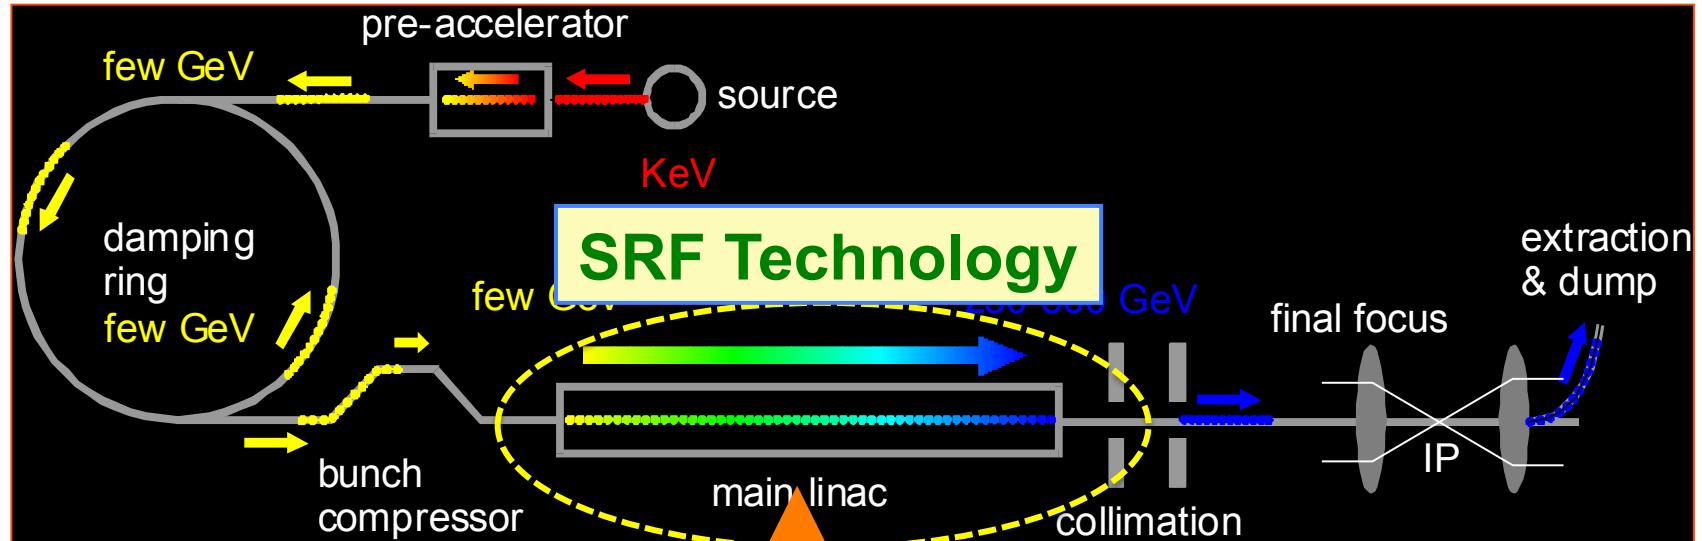 pre-accelerator
few GeV
source
KeV
damping
ring
few GeV
SRF Technology
few GeV
GeV
extraction
& dump
final focus
IP
bunch
compressor
main linac
collimation